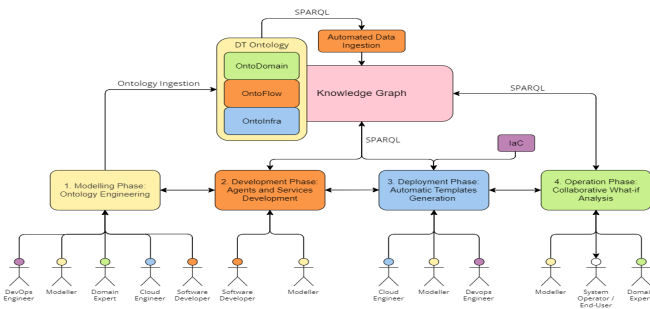 SPARQL
DT Ontology
Automated Data
Ingestion
OntoDomain
Ontology Ingestion
OntoFlow
Knowledge Graph
SPARQL
OntoInfra
SPARQL
IaC
1. Modelling Phase:
Ontology Engineering
2. Development Phase:
Agents and Services
Development
3. Deployment Phase:
Automatic Templates
Generation
4. Operation Phase:
Collaborative What-if
Analysis
DevOps
Engineer
Modeller
Domain
Expert
Cloud
Engineer
Software
Developer
Software
Developer
Modeller
Cloud
Engineer
Modeller
Devops
Engineer
Modeller
System
Operator /
End-User
Domai
Exper